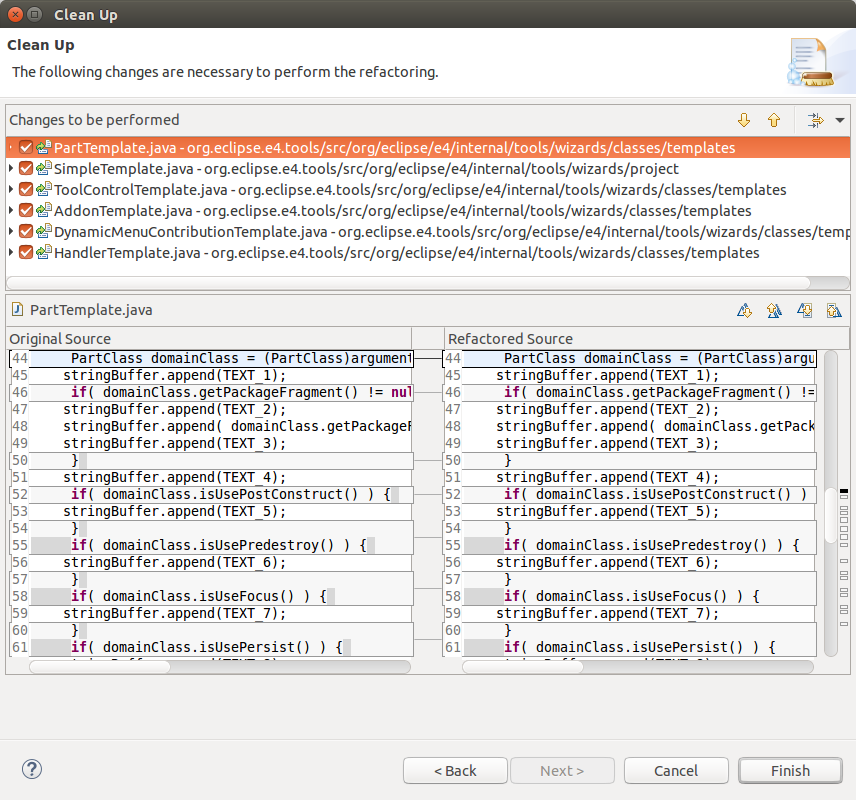 Clean Up
Clean Up
The following changes are necessary to perform the refactoring.
Changes to be performed
PartTemplate.java - org.eclipse.e4.tools/src/org/eclipse/e4/internal/tools/wizards/classes/templates
SimpleTemplate.java - org.eclipse.e4.tools/src/org/eclipse/e4/internal/tools/wizards/project
ToolControlTemplate.java - org.eclipse.e4.tools/src/org/eclipse/e4/internal/tools/wizards/classes/templates
AddonTemplate.java - org.eclipse.e4.tools/src/org/eclipse/e4/internal/tools/wizards/classes/templates
DynamicMenuContributionTemplate.java - org.eclipse.e4.tools/src/org/eclipse/e4/internal/tools/wizards/classes/temp
HandlerTemplate.java - org.eclipse.e4.tools/src/org/eclipse/e4/internal/tools/wizards/classes/templates
PartTemplate.java
Original Source
44 PartClass domainClass = (PartClass)argument
45 stringBuffer.append(TEXT_1);
46 if( domainClass.getPackageFragment() != nul
47 stringBuffer.append(TEXT_2);
48 stringBuffer.append( domainClass.getPackageF
49 stringBuffer.append(TEXT_3);
50 }
51 stringBuffer.append(TEXT_4);
52 if( domainClass.isUsePostConstruct() ) {
53 stringBuffer.append(TEXT_5);
54 }
55 if( domainClass.isUsePredestroy() ) {
56 stringBuffer.append(TEXT_6);
57 }
58 if( domainClass.isUseFocus() ) {
59 stringBuffer.append(TEXT_7);
60 }
61 if( domainClass.isUsePersist() ) {
Refactored Source
44 PartClass domainClass = (PartClass)argu
45 stringBuffer.append(TEXT_1);
46 if( domainClass.getPackageFragment() !=
47 stringBuffer.append(TEXT_2);
48 stringBuffer.append( domainClass.getPack
49 stringBuffer.append(TEXT_3);
50 }
51 stringBuffer.append(TEXT_4);
52 if( domainClass.isUsePostConstruct() )
53 stringBuffer.append(TEXT_5);
54 }
55 if( domainClass.isUsePredestroy() ) {
56 stringBuffer.append(TEXT_6);
57 }
58 if( domainClass.isUseFocus() ) {
59 stringBuffer.append(TEXT_7);
60 }
61 if( domainClass.isUsePersist() ) {
< Back
Next >
Cancel
Finish